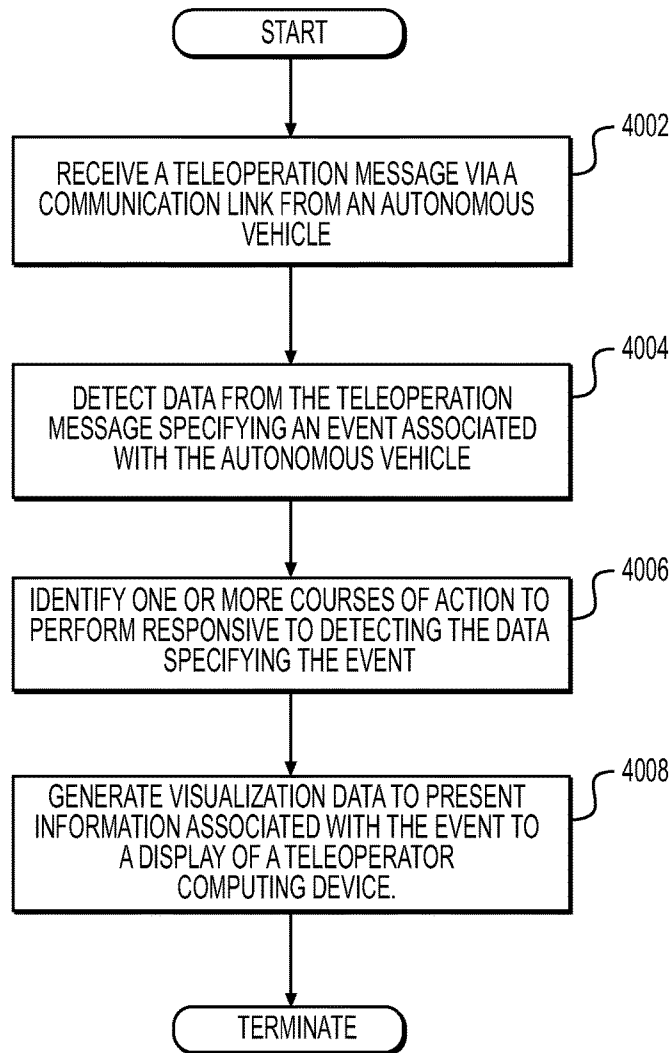 START
4002
RECEIVE A TELEOPERATION MESSAGE VIA A
COMMUNICATION LINK FROM AN AUTONOMOUS
VEHICLE
4004
DETECT DATA FROM THE TELEOPERATION
MESSAGE SPECIFYING AN EVENT ASSOCIATED
WITH THE AUTONOMOUS VEHICLE
4006
IDENTIFY ONE OR MORE COURSES OF ACTION TO
PERFORM RESPONSIVE TO DETECTING THE DATA
SPECIFYING THE EVENT
4008
GENERATE VISUALIZATION DATA TO PRESENT
INFORMATION ASSOCIATED WITH THE EVENT TO
A DISPLAY OF A TELEOPERATOR
COMPUTING DEVICE.
TERMINATE